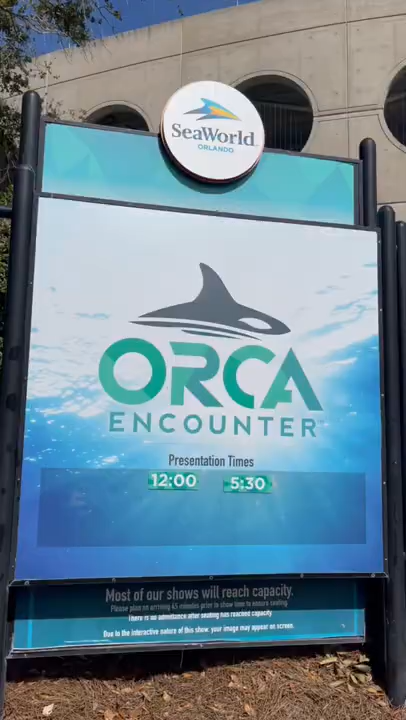 SeaWorld
ORLANDO
ORCA
ENCOUNTER
Presentation Times
12:00 5:30
Most of our shows will reach capacity.
Please plan on arriving 45 minutes prior to show time to ensure seating.
There is no admittance after seating has reached capacity.
Due to the interactive nature of this show, your image may appear on screen.